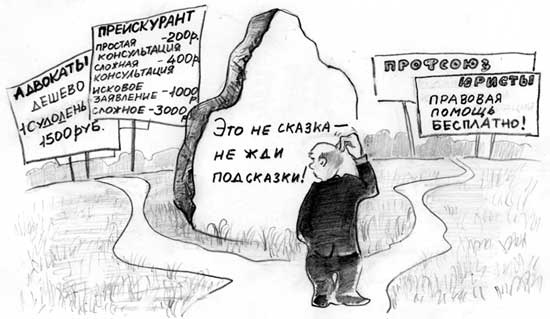 АДВОКАТЫ
ДЕШЕВО
1 СУДОДЕНЬ
1500 РУБ.
ПРЕЙСКУРАНТ
ПРОСТАЯ -200р.
КОНСУЛЬТАЦИЯ
СЛОЖНАЯ - 400р.
КОНСУЛЬТАЦИЯ
ИСКОВОЕ
ЗАЯВЛЕНИЕ -1000р
СЛОЖНОЕ -3000р
ЭТО НЕ СКАЗКА —
НЕ ЖДИ
ПОДСКАЗКИ!
ПРОФСОЮЗ
ЮРИСТЫ
ПРАВОВАЯ
ПОМОЩЬ
БЕСПЛАТНО!